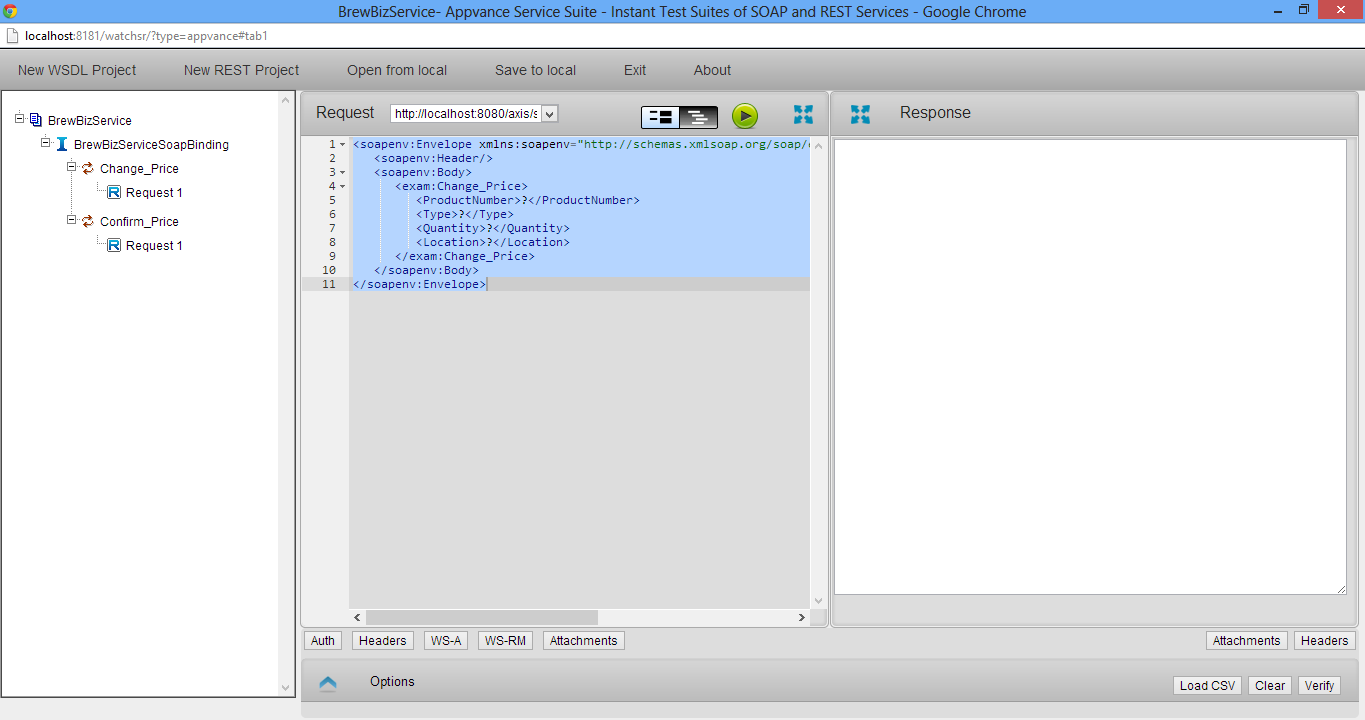 BrewBizService- Appvance Service Suite - Instant Test Suites of SOAP and REST Services - Google Chrome
localhost:8181/watchsr/?type=appvance#tab1
New WSDL Project New REST Project Open from local Save to local Exit About
BrewBizService
BrewBizServiceSoapBinding
Change_Price
R Request 1
Confirm_Price
R Request 1
Request http://localhost:8080/axis/s
1 <soapenv:Envelope xmlns:soapenv="http://schemas.xmlsoap.org/soap/
2 <soapenv:Header/>
3 <soapenv:Body>
4 <exam:Change_Price>
5 <ProductNumber>?</ProductNumber>
6 <Type>?</Type>
7 <Quantity>?</Quantity>
8 <Location>?</Location>
9 </exam:Change_Price>
10 </soapenv:Body>
11 </soapenv:Envelope>
Auth Headers WS-A WS-RM Attachments
Response
Attachments Headers
Options
Load CSV Clear Verify